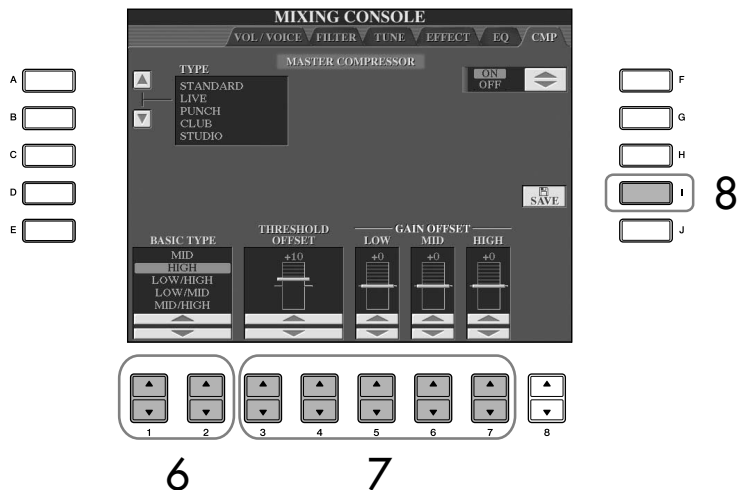 MIXING CONSOLE
VOL / VOICE FILTER TUNE EFFECT EQ CMP
MASTER COMPRESSOR
TYPE
STANDARD
LIVE
PUNCH
CLUB
STUDIO
ON
OFF
SAVE
BASIC TYPE
MID
HIGH
LOW/HIGH
LOW/MID
MID/HIGH
THRESHOLD
OFFSET
+10
GAIN OFFSET
LOW MID HIGH
+0 +0 +0
A
B
C
D
E
F
G
H
I
J
8
1 2 3 4 5 6 7 8
6 7